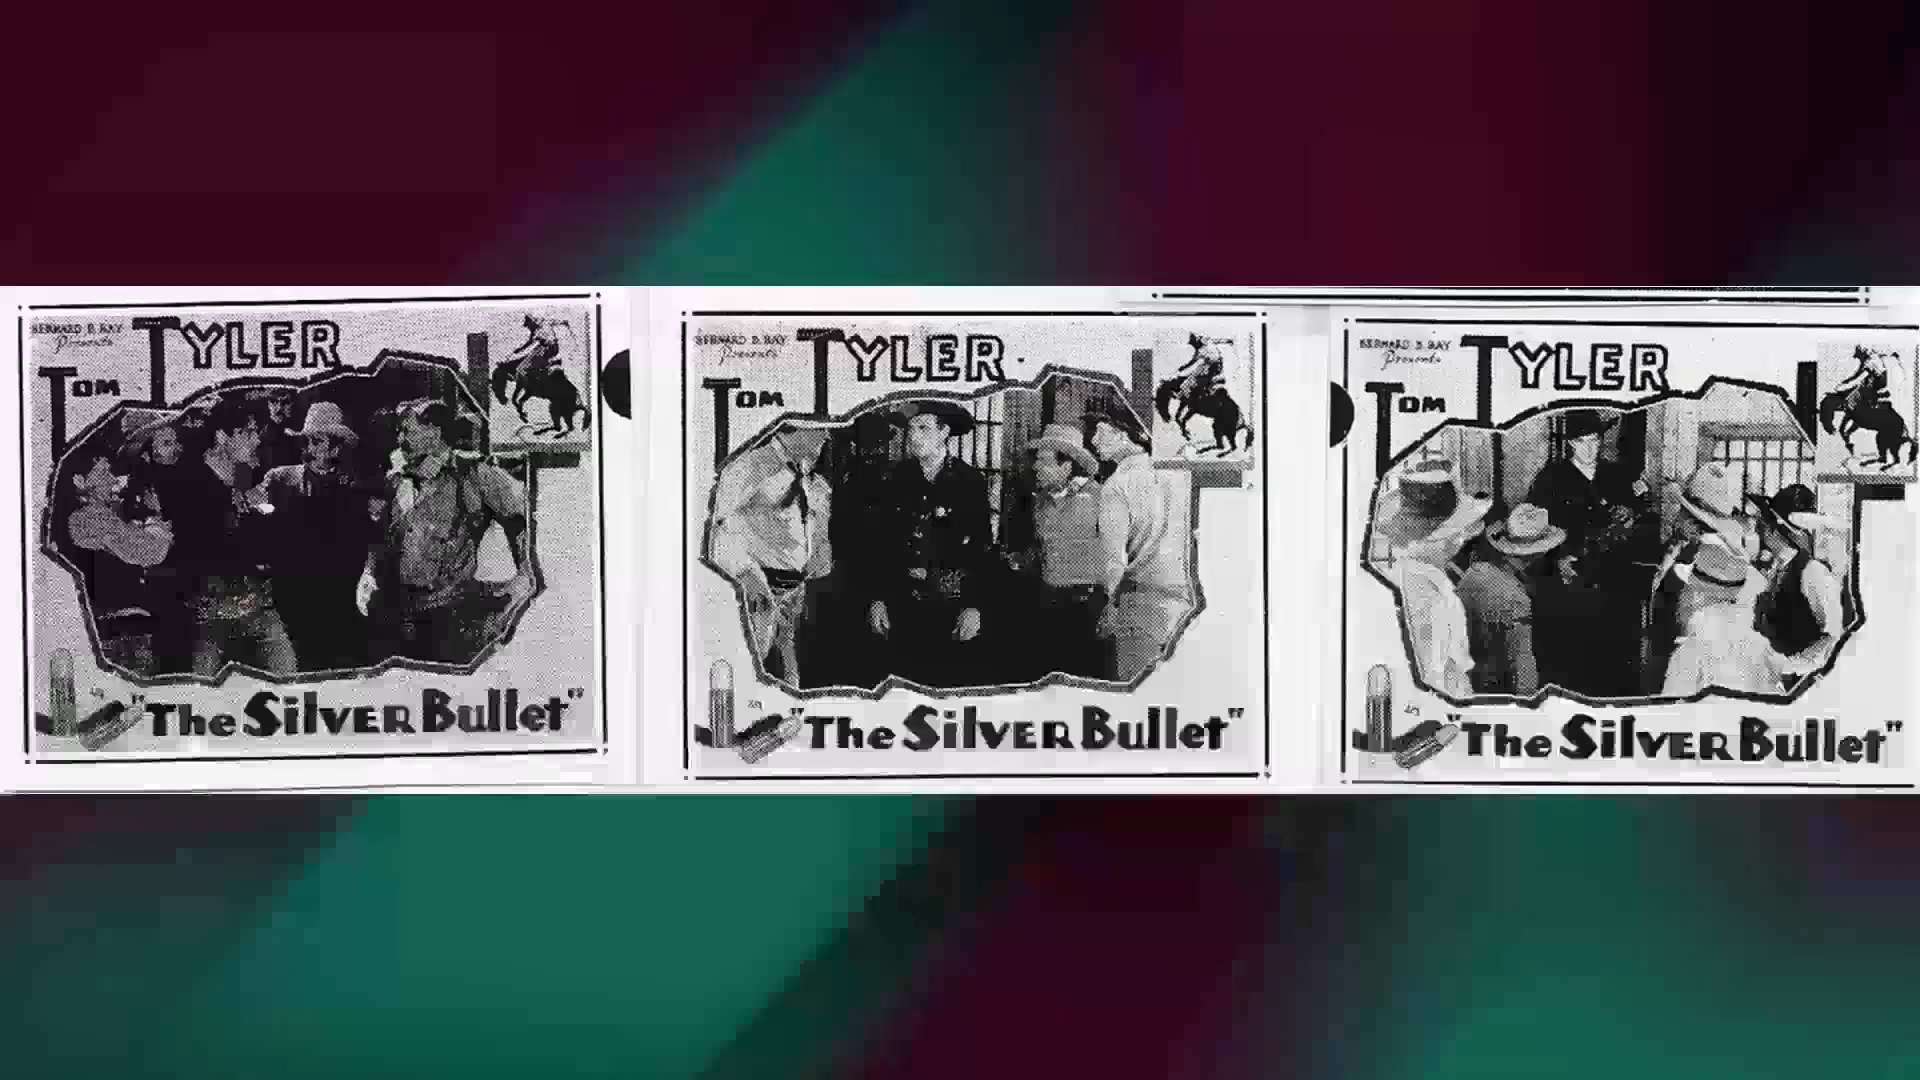 BERNARD B. RAY
Presents
TOM TYLER
"The Silver Bullet"
BERNARD B. RAY
Presents
TOM TYLER
"The Silver Bullet"
BERNARD B. RAY
Presents
TOM TYLER
"The Silver Bullet"